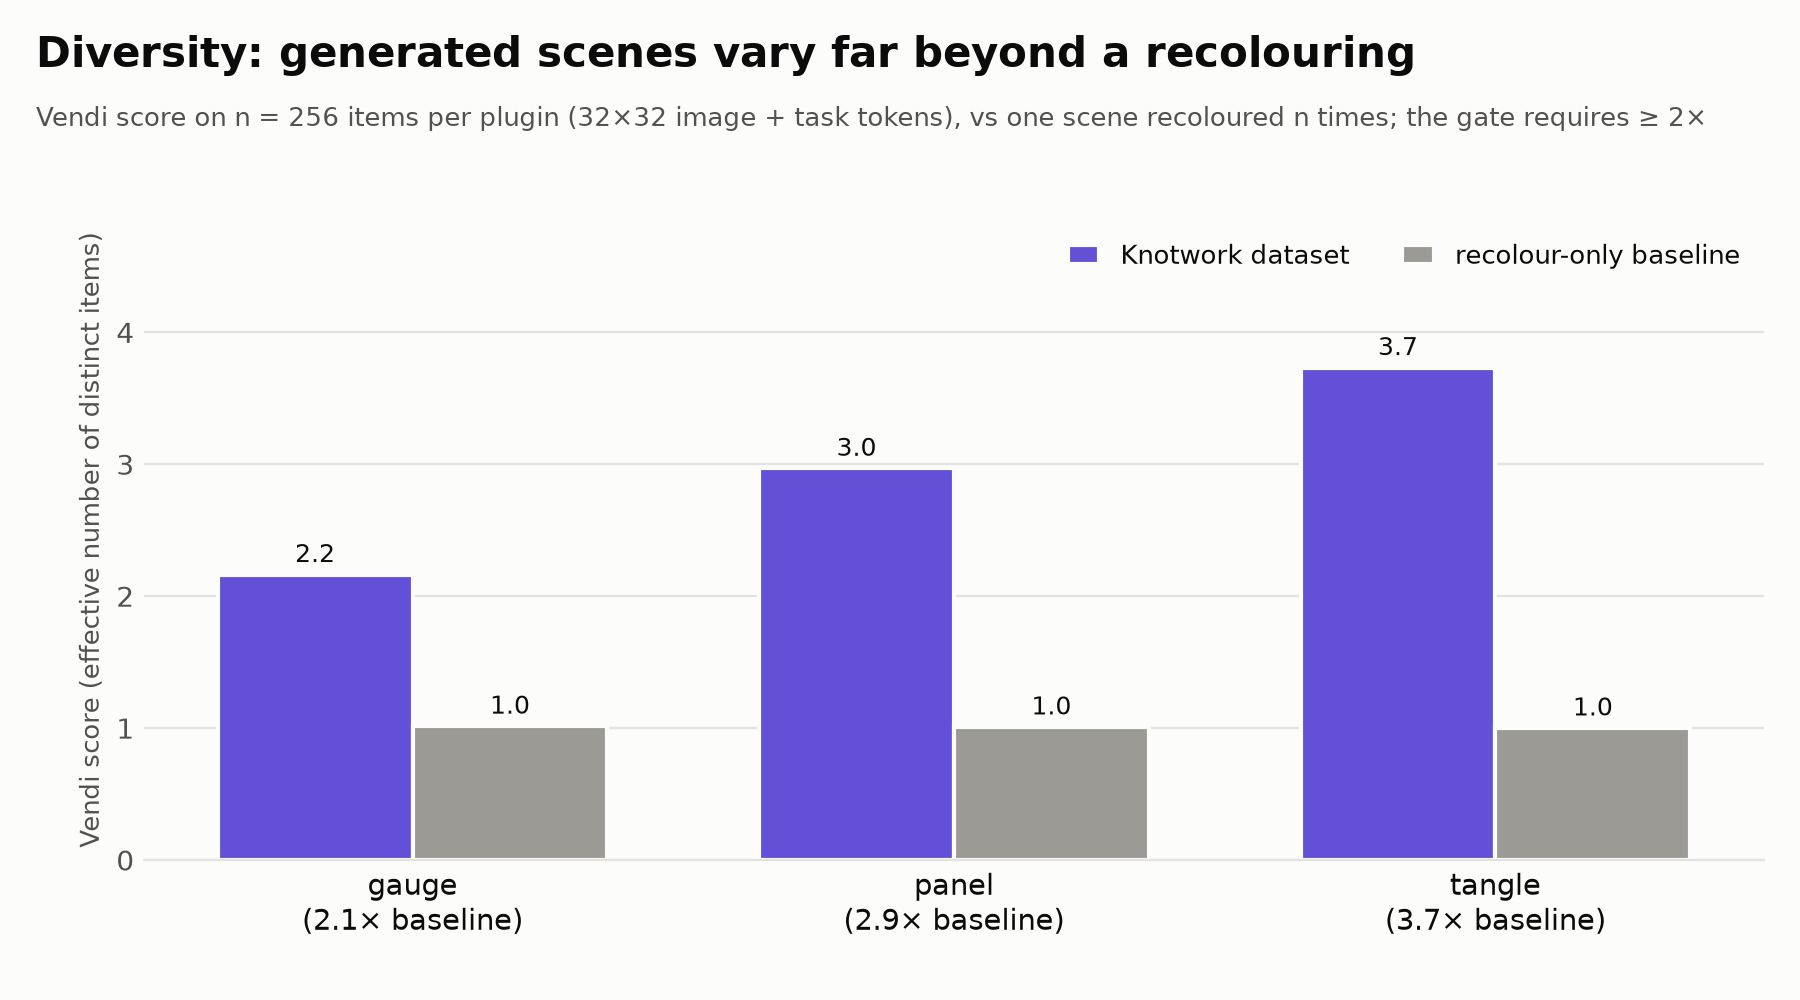 Diversity: generated scenes vary far beyond a recolouring
Vendi score on n = 256 items per plugin (32×32 image + task tokens), vs one scene recoloured n times; the gate requires ≥ 2×
Knotwork dataset
recolour-only baseline
Vendi score (effective number of distinct items)
4
3
2
1
0
2.2
1.0
3.0
1.0
3.7
1.0
gauge
(2.1× baseline)
panel
(2.9× baseline)
tangle
(3.7× baseline)